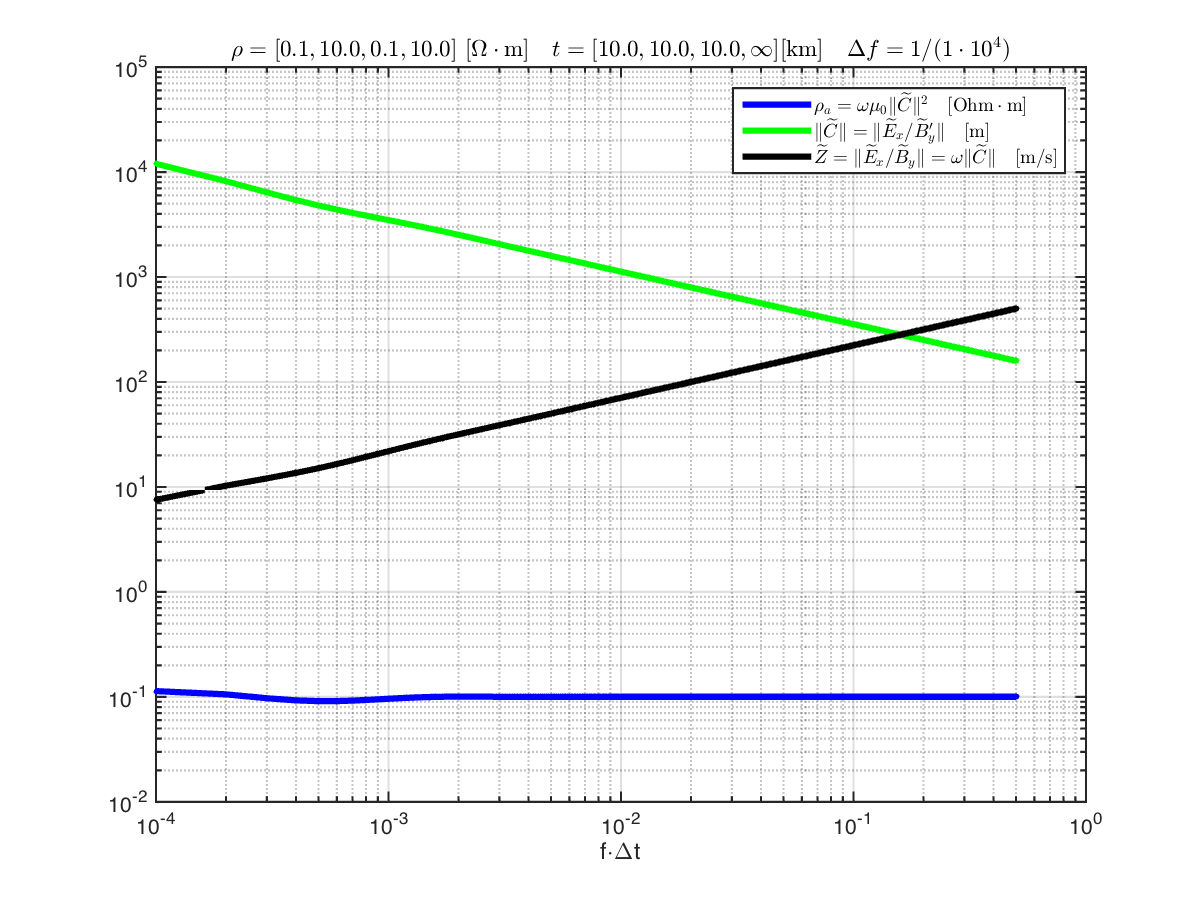 ρ = [0.1, 10.0, 0.1, 10.0] [Ω · m] t = [10.0, 10.0, 10.0, ∞][km] Δf = 1/(1 · 10⁴)
10⁵
10⁴
10³
10²
10¹
10⁰
10⁻¹
10⁻²
ρₐ = ωμ₀‖C̃‖² [Ohm · m]
‖C̃‖ = ‖Ẽₓ/B̃′_y‖ [m]
Z̃ = ‖Ẽₓ/B̃_y‖ = ω‖C̃‖ [m/s]
10⁻⁴ 10⁻³ 10⁻² 10⁻¹ 10⁰
f·Δt